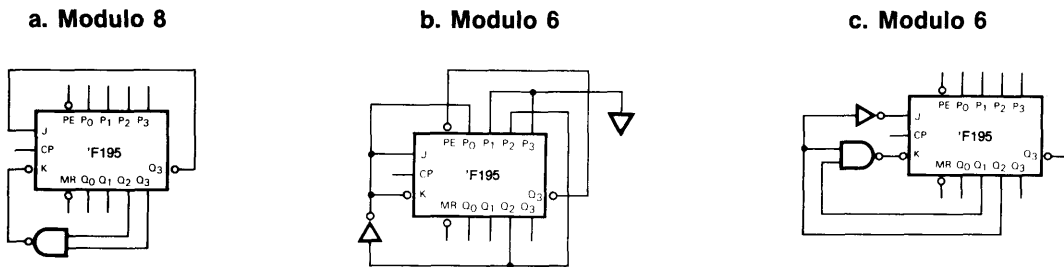 a. Modulo 8
b. Modulo 6
c. Modulo 6
PE P0 P1 P2 P3
J
CP 'F195
K Q3
MR Q0 Q1 Q2 Q3
PE P0 P1 P2 P3
J
CP 'F195
K Q3
MR Q0 Q1 Q2 Q3
PE P0 P1 P2 P3
J
CP 'F195
K Q3
MR Q0 Q1 Q2 Q3